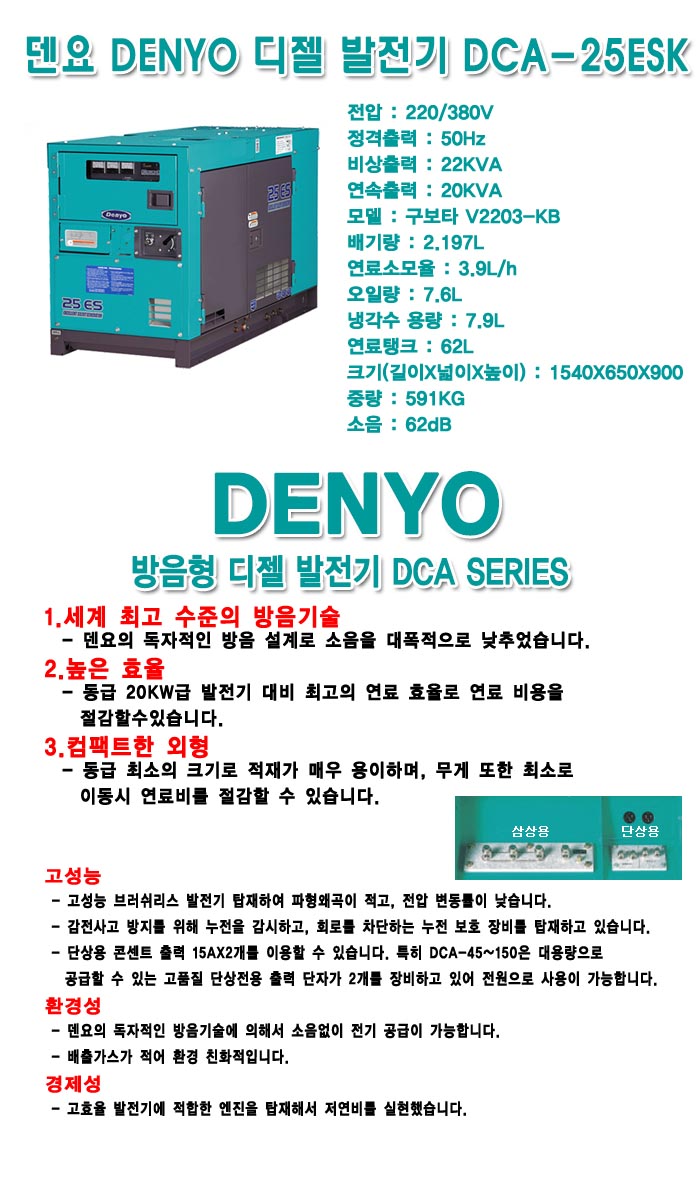 덴요 DENYO 디젤 발전기 DCA-25ESK
전압 : 220/380V
정격출력 : 50Hz
비상출력 : 22KVA
연속출력 : 20KVA
모델 : 구보타 V2203-KB
배기량 : 2.197L
연료소모율 : 3.9L/h
오일량 : 7.6L
냉각수 용량 : 7.9L
연료탱크 : 62L
크기(길이X넓이X높이) : 1540X650X900
중량 : 591KG
소음 : 62dB
Denyo
25 ES
25 ES
DENYO
방음형 디젤 발전기 DCA SERIES
1.세계 최고 수준의 방음기술
- 덴요의 독자적인 방음 설계로 소음을 대폭적으로 낮추었습니다.
2.높은 효율
- 동급 20KW급 발전기 대비 최고의 연료 효율로 연료 비용을
절감할수있습니다.
3.컴팩트한 외형
- 동급 최소의 크기로 적재가 매우 용이하며, 무게 또한 최소로
이동시 연료비를 절감할 수 있습니다.
삼상용
단상용
고성능
- 고성능 브러쉬리스 발전기 탑재하여 파형왜곡이 적고, 전압 변동률이 낮습니다.
- 감전사고 방지를 위해 누전을 감시하고, 회로를 차단하는 누전 보호 장비를 탑재하고 있습니다.
- 단상용 콘센트 출력 15AX2개를 이용할 수 있습니다. 특히 DCA-45~150은 대용량으로
공급할 수 있는 고품질 단상전용 출력 단자가 2개를 장비하고 있어 전원으로 사용이 가능합니다.
환경성
- 덴요의 독자적인 방음기술에 의해서 소음없이 전기 공급이 가능합니다.
- 배출가스가 적어 환경 친화적입니다.
경제성
- 고효율 발전기에 적합한 엔진을 탑재해서 저연비를 실현했습니다.